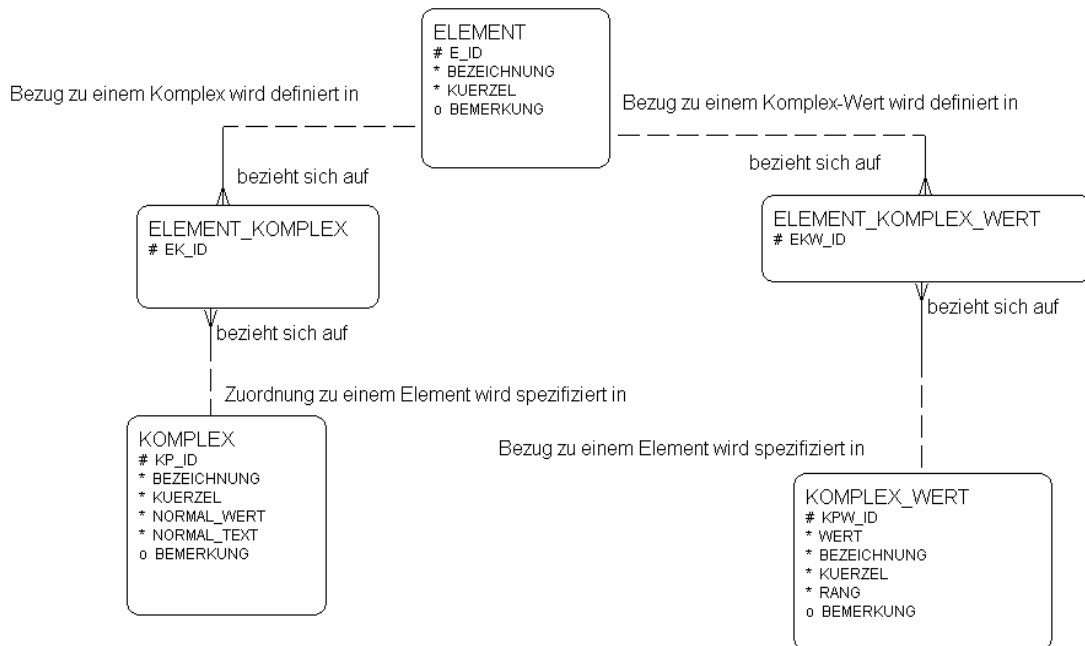 ELEMENT
# E_ID
* BEZEICHNUNG
* KUERZEL
o BEMERKUNG
Bezug zu einem Komplex wird definiert in
Bezug zu einem Komplex-Wert wird definiert in
bezieht sich auf
bezieht sich auf
ELEMENT_KOMPLEX
# EK_ID
ELEMENT_KOMPLEX_WERT
# EKW_ID
bezieht sich auf
bezieht sich auf
Zuordnung zu einem Element wird spezifiziert in
KOMPLEX
# KP_ID
* BEZEICHNUNG
* KUERZEL
* NORMAL_WERT
* NORMAL_TEXT
o BEMERKUNG
Bezug zu einem Element wird spezifiziert in
KOMPLEX_WERT
# KPW_ID
* WERT
* BEZEICHNUNG
* KUERZEL
* RANG
o BEMERKUNG